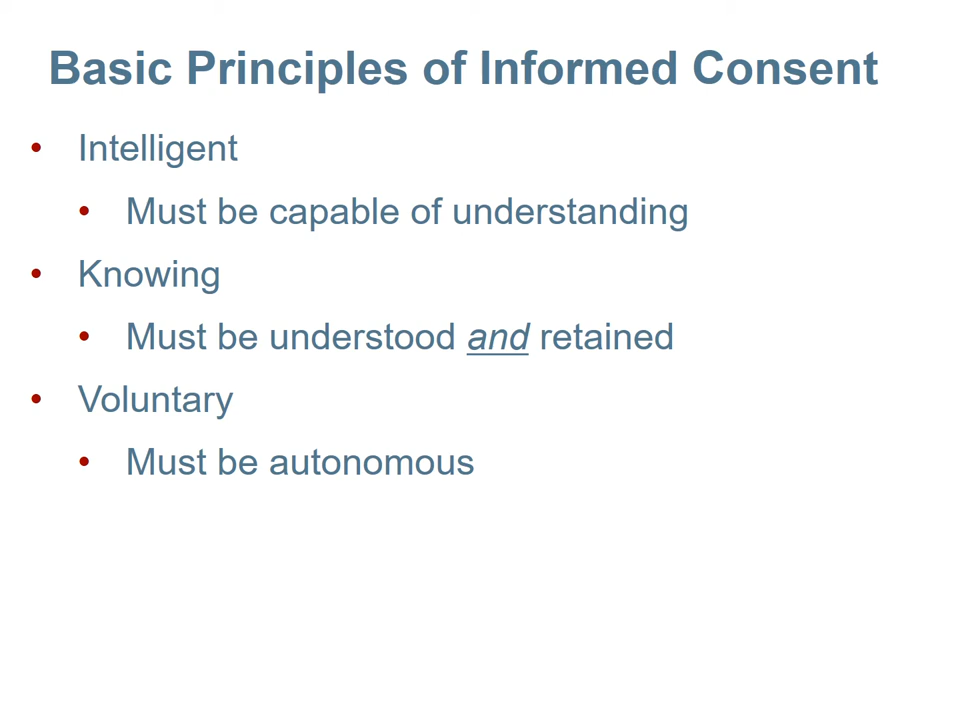 Basic Principles of Informed Consent
• Intelligent
• Must be capable of understanding
• Knowing
• Must be understood and retained
• Voluntary
• Must be autonomous